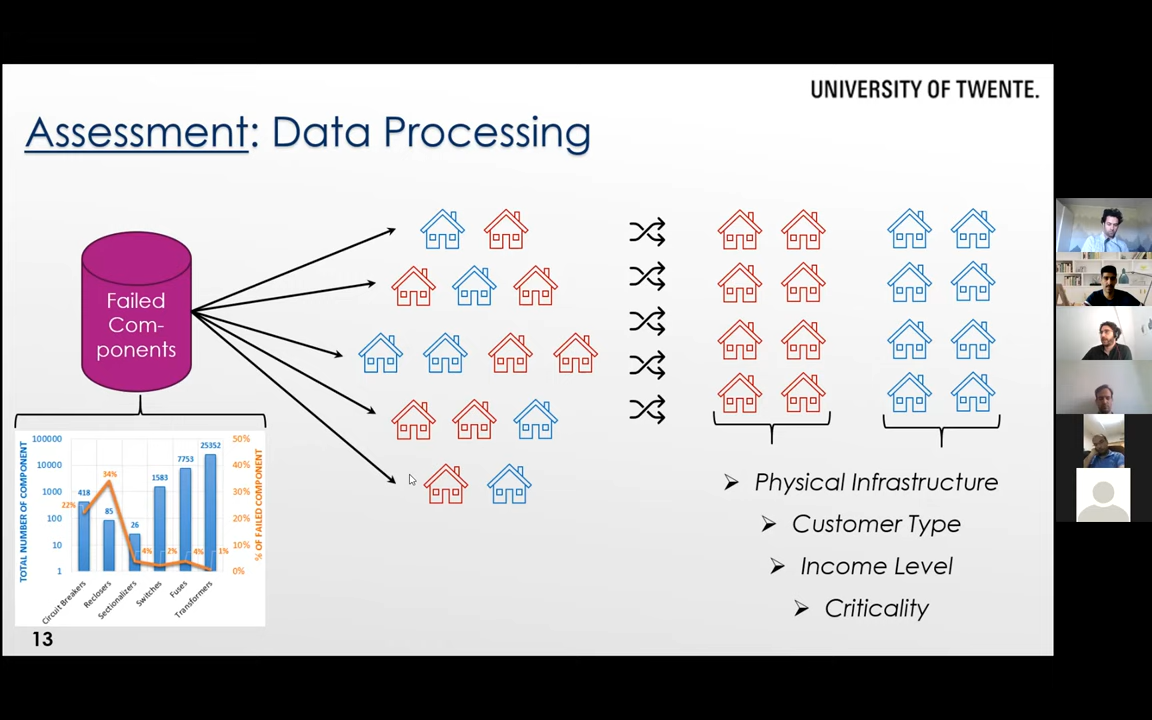 UNIVERSITY OF TWENTE.
Assessment: Data Processing
Failed
Com-
ponents
TOTAL NUMBER OF COMPONENT
100000
10000
1000
100
10
1
418
85
26
1583
7753
25352
22%
34%
4%
2%
4%
1%
50%
40%
30%
20%
10%
0%
% OF FAILED COMPONENT
Circuit Breakers
Reclosers
Sectionalizers
Switches
Fuses
Transformers
Physical Infrastructure
Customer Type
Income Level
Criticality
13